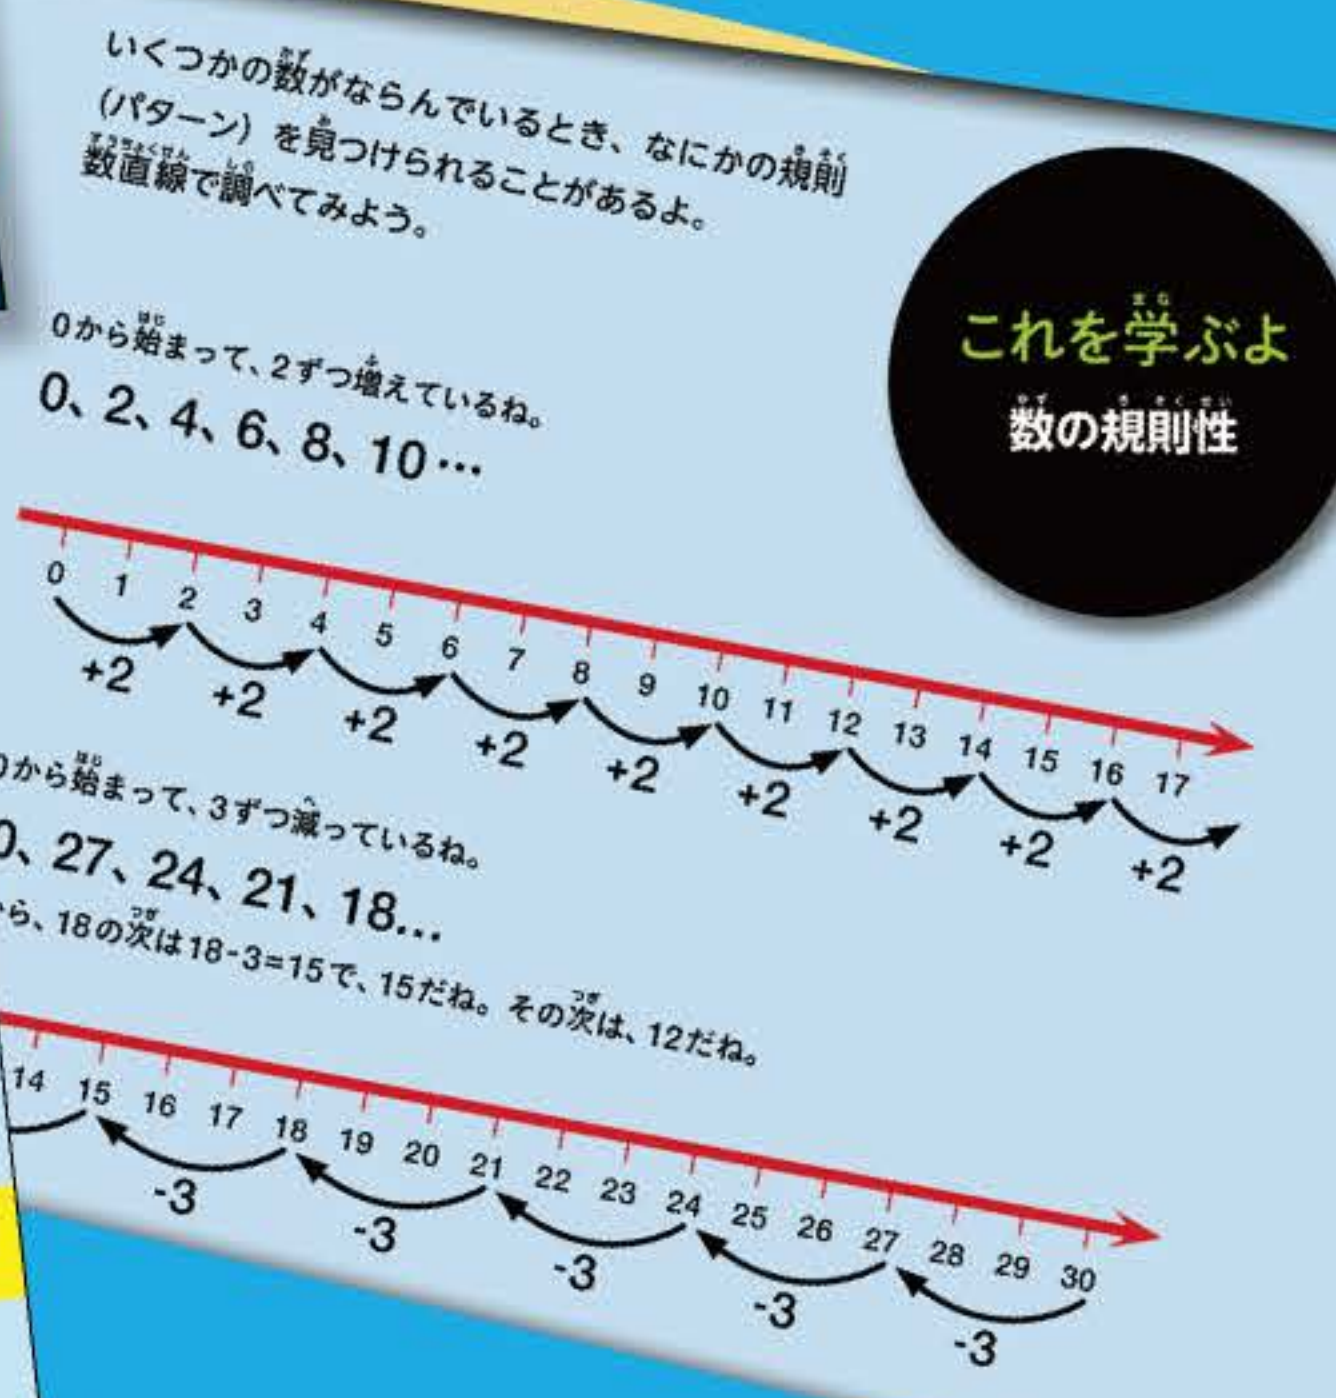 いくつかの数がならんでいるとき、なにかの規則
(パターン) を見つけられることがあるよ。
数直線で調べてみよう。
これを学ぶよ
数の規則性
0から始まって、2ずつ増えているね。
0、2、4、6、8、10…
0 1 2 3 4 5 6 7 8 9 10 11 12 13 14 15 16 17
+2 +2 +2 +2 +2 +2 +2 +2 +2
0から始まって、3ずつ減っているね。
0、27、24、21、18...
から、18の次は18-3=15で、15だね。その次は、12だね。
14 15 16 17 18 19 20 21 22 23 24 25 26 27 28 29 30
-3 -3 -3 -3 -3